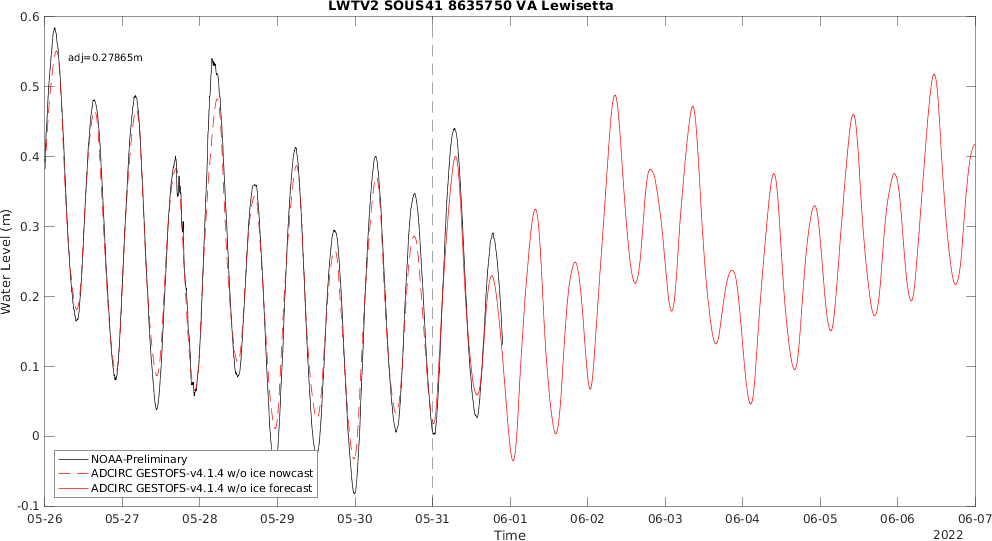 LWTV2 SOUS41 8635750 VA Lewisetta
adj=0.27865m
Water Level (m)
0.6
0.5
0.4
0.3
0.2
0.1
0
-0.1
NOAA-Preliminary
ADCIRC GESTOFS-v4.1.4 w/o ice nowcast
ADCIRC GESTOFS-v4.1.4 w/o ice forecast
05-26 05-27 05-28 05-29 05-30 05-31 06-01 06-02 06-03 06-04 06-05 06-06 06-07
Time
2022